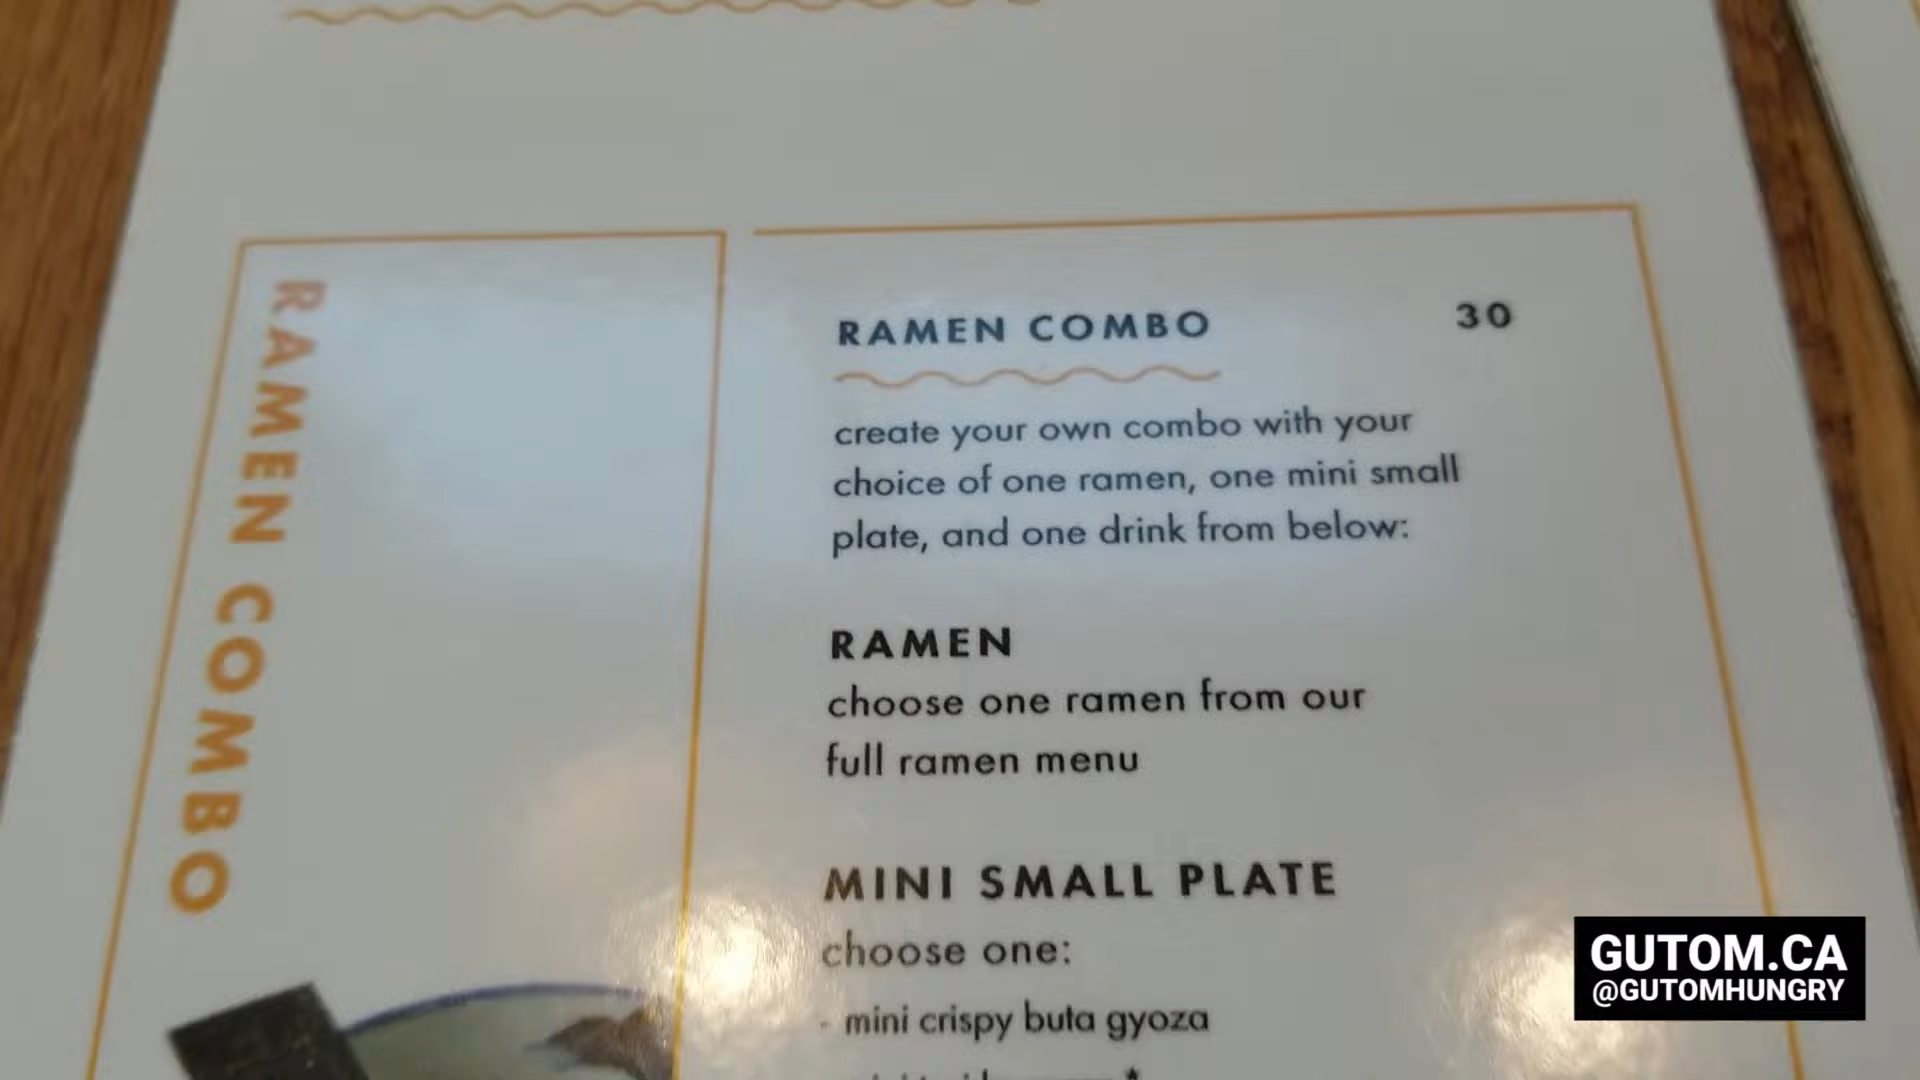 RAMEN COMBO
RAMEN COMBO 30
create your own combo with your
choice of one ramen, one mini small
plate, and one drink from below:
RAMEN
choose one ramen from our
full ramen menu
MINI SMALL PLATE
choose one:
- mini crispy buta gyoza
GUTOM.CA
@GUTOMHUNGRY